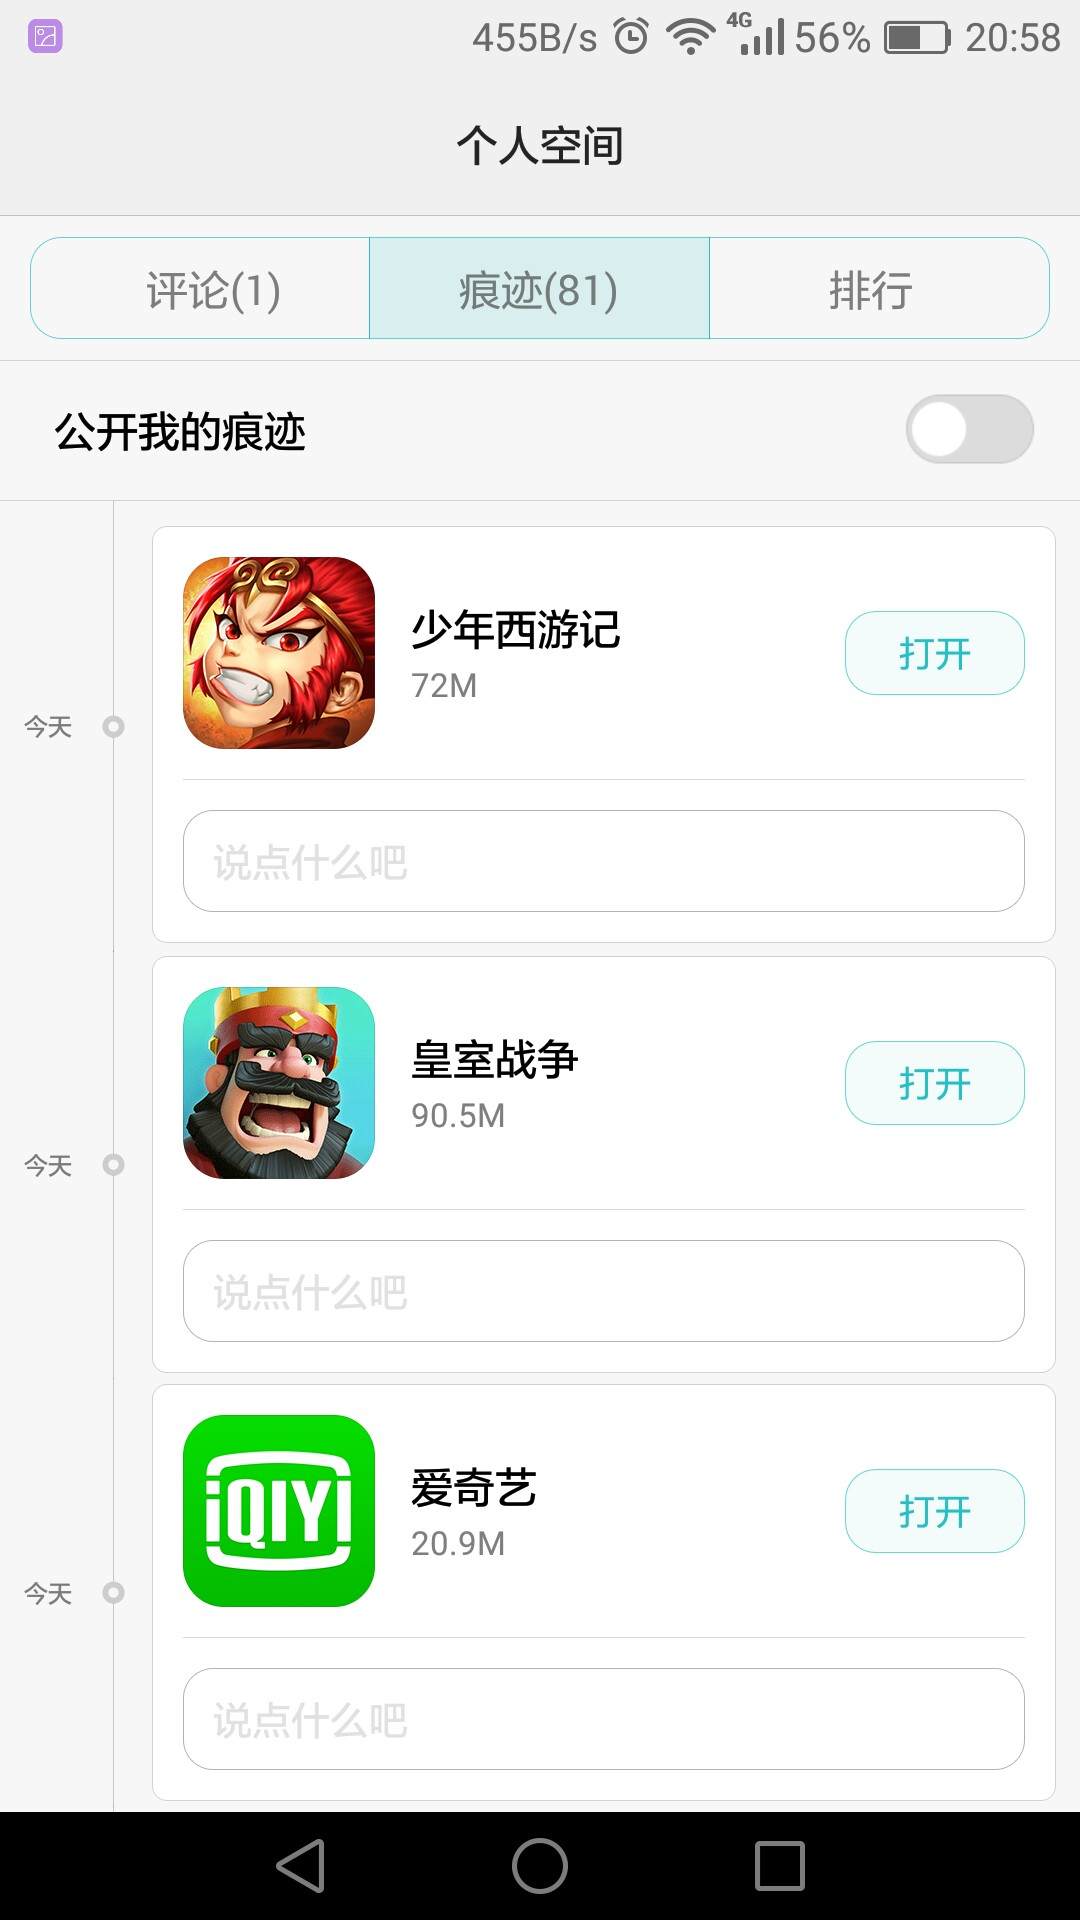 455B/s 4G 56% 20:58
个人空间
评论(1) 痕迹(81) 排行
公开我的痕迹
少年西游记
72M
打开
今天
说点什么吧
皇室战争
90.5M
打开
今天
说点什么吧
iQIYI
爱奇艺
20.9M
打开
今天
说点什么吧